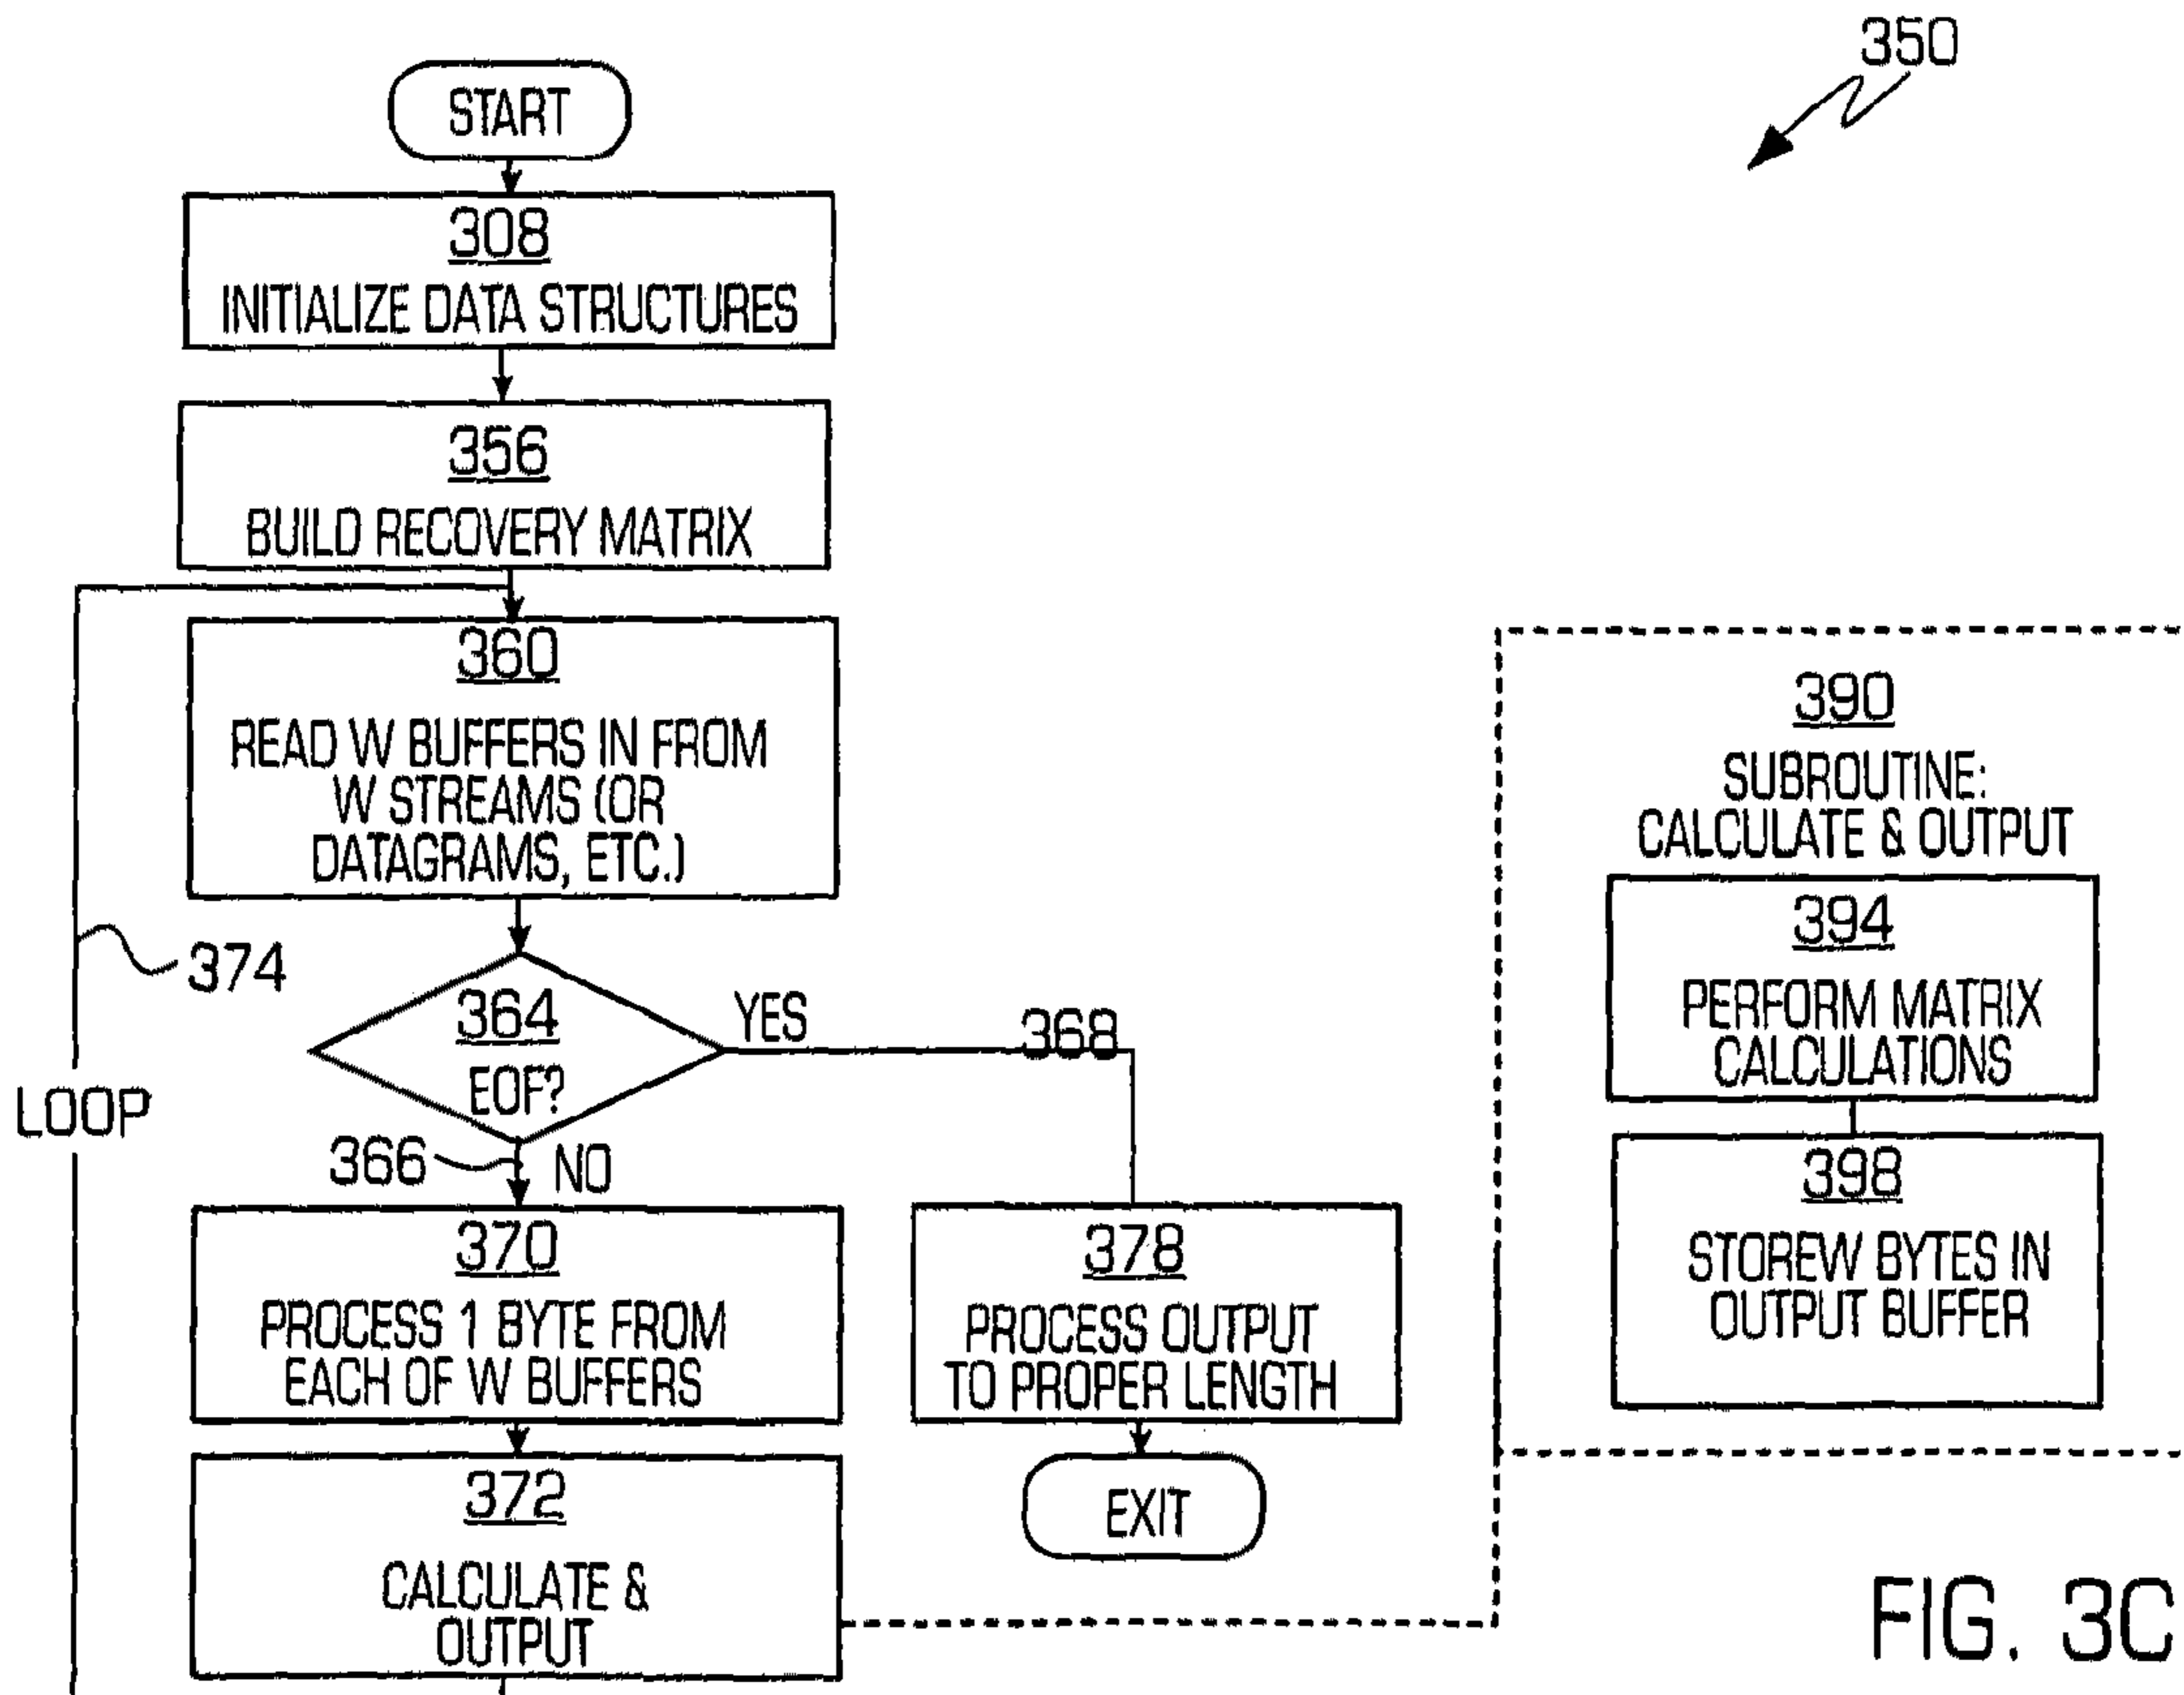 350
START
308
INITIALIZE DATA STRUCTURES
356
BUILD RECOVERY MATRIX
360
READ W BUFFERS IN FROM
W STREAMS (OR
DATAGRAMS, ETC.)
374
364
EOF?
YES
368
LOOP
366
NO
370
PROCESS 1 BYTE FROM
EACH OF W BUFFERS
378
PROCESS OUTPUT
TO PROPER LENGTH
372
CALCULATE &
OUTPUT
EXIT
390
SUBROUTINE:
CALCULATE & OUTPUT
394
PERFORM MATRIX
CALCULATIONS
398
STOREW BYTES IN
OUTPUT BUFFER
FIG. 3C